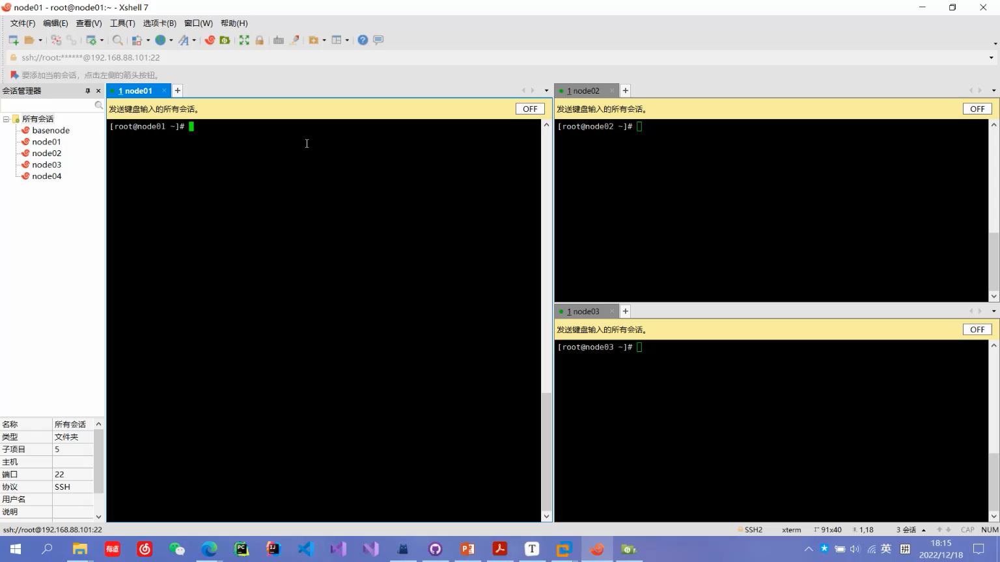 node01 - root@node01:~ - Xshell 7
文件(F) 编辑(E) 查看(V) 工具(T) 选项卡(B) 窗口(W) 帮助(H)
ssh://root:******@192.168.88.101:22
要添加当前会话，点击左侧的箭头按钮。
会话管理器
所有会话
basenode
node01
node02
node03
node04
名称 所有会话
类型 文件夹
子项目 5
主机
端口 22
协议 SSH
用户名
说明
1 node01
发送键盘输入的所有会话。 OFF
[root@node01 ~]#
1 node02
发送键盘输入的所有会话。 OFF
[root@node02 ~]#
1 node03
发送键盘输入的所有会话。 OFF
[root@node03 ~]#
ssh://root@192.168.88.101:22 SSH2 xterm 91x40 1,18 3 会话 CAP NUM
有道 PC IJ P T 英 拼
18:15
2022/12/18